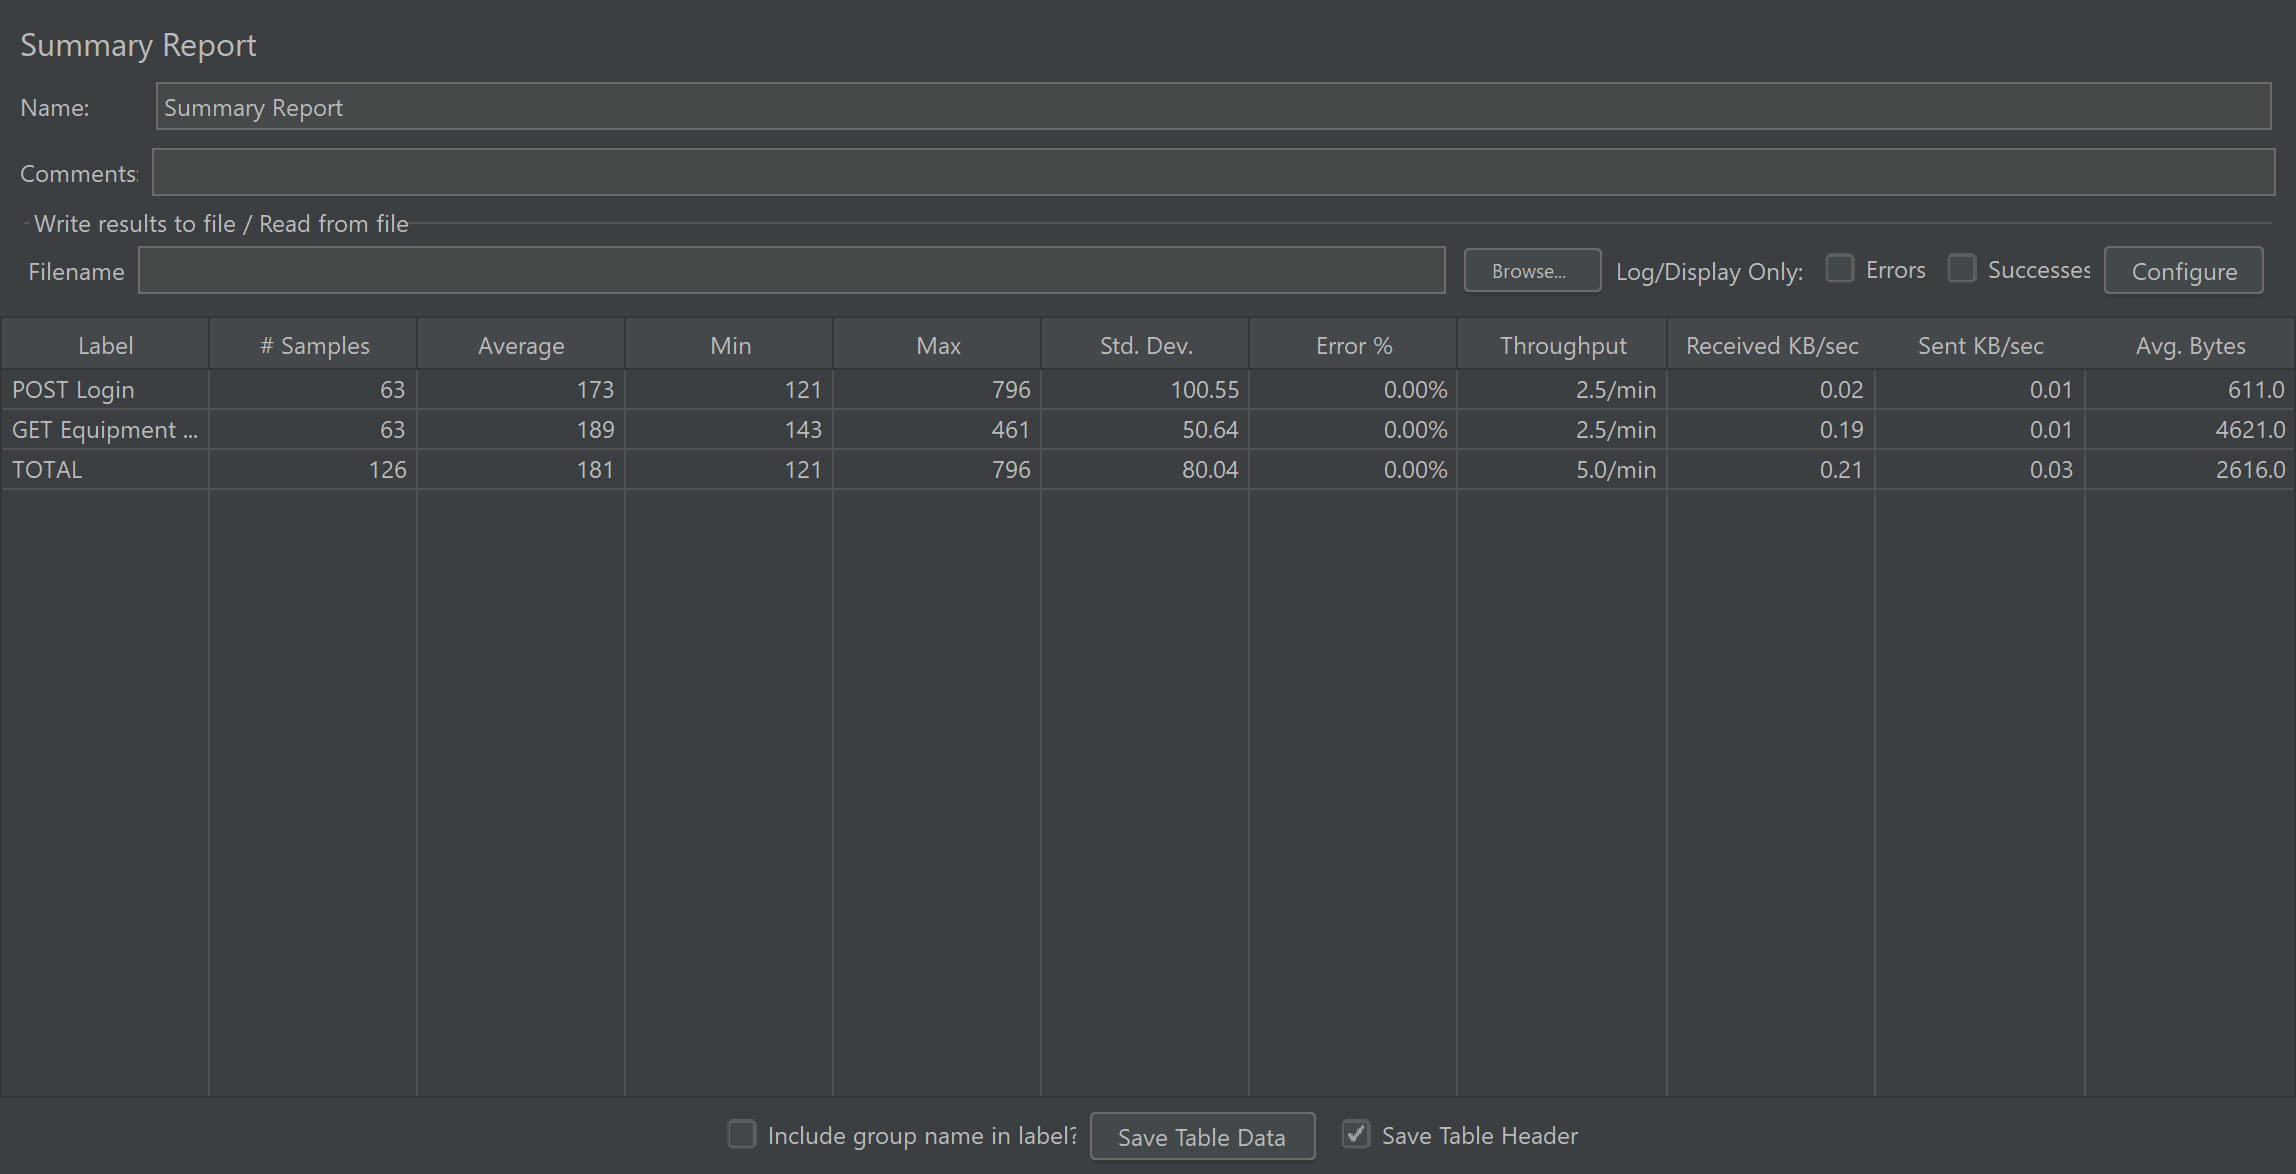 Summary Report
Name: Summary Report
Comments:
Write results to file / Read from file
Filename Browse... Log/Display Only: Errors Successes Configure
Label # Samples Average Min Max Std. Dev. Error % Throughput Received KB/sec Sent KB/sec Avg. Bytes
POST Login 63 173 121 796 100.55 0.00% 2.5/min 0.02 0.01 611.0
GET Equipment ... 63 189 143 461 50.64 0.00% 2.5/min 0.19 0.01 4621.0
TOTAL 126 181 121 796 80.04 0.00% 5.0/min 0.21 0.03 2616.0
Include group name in label? Save Table Data Save Table Header